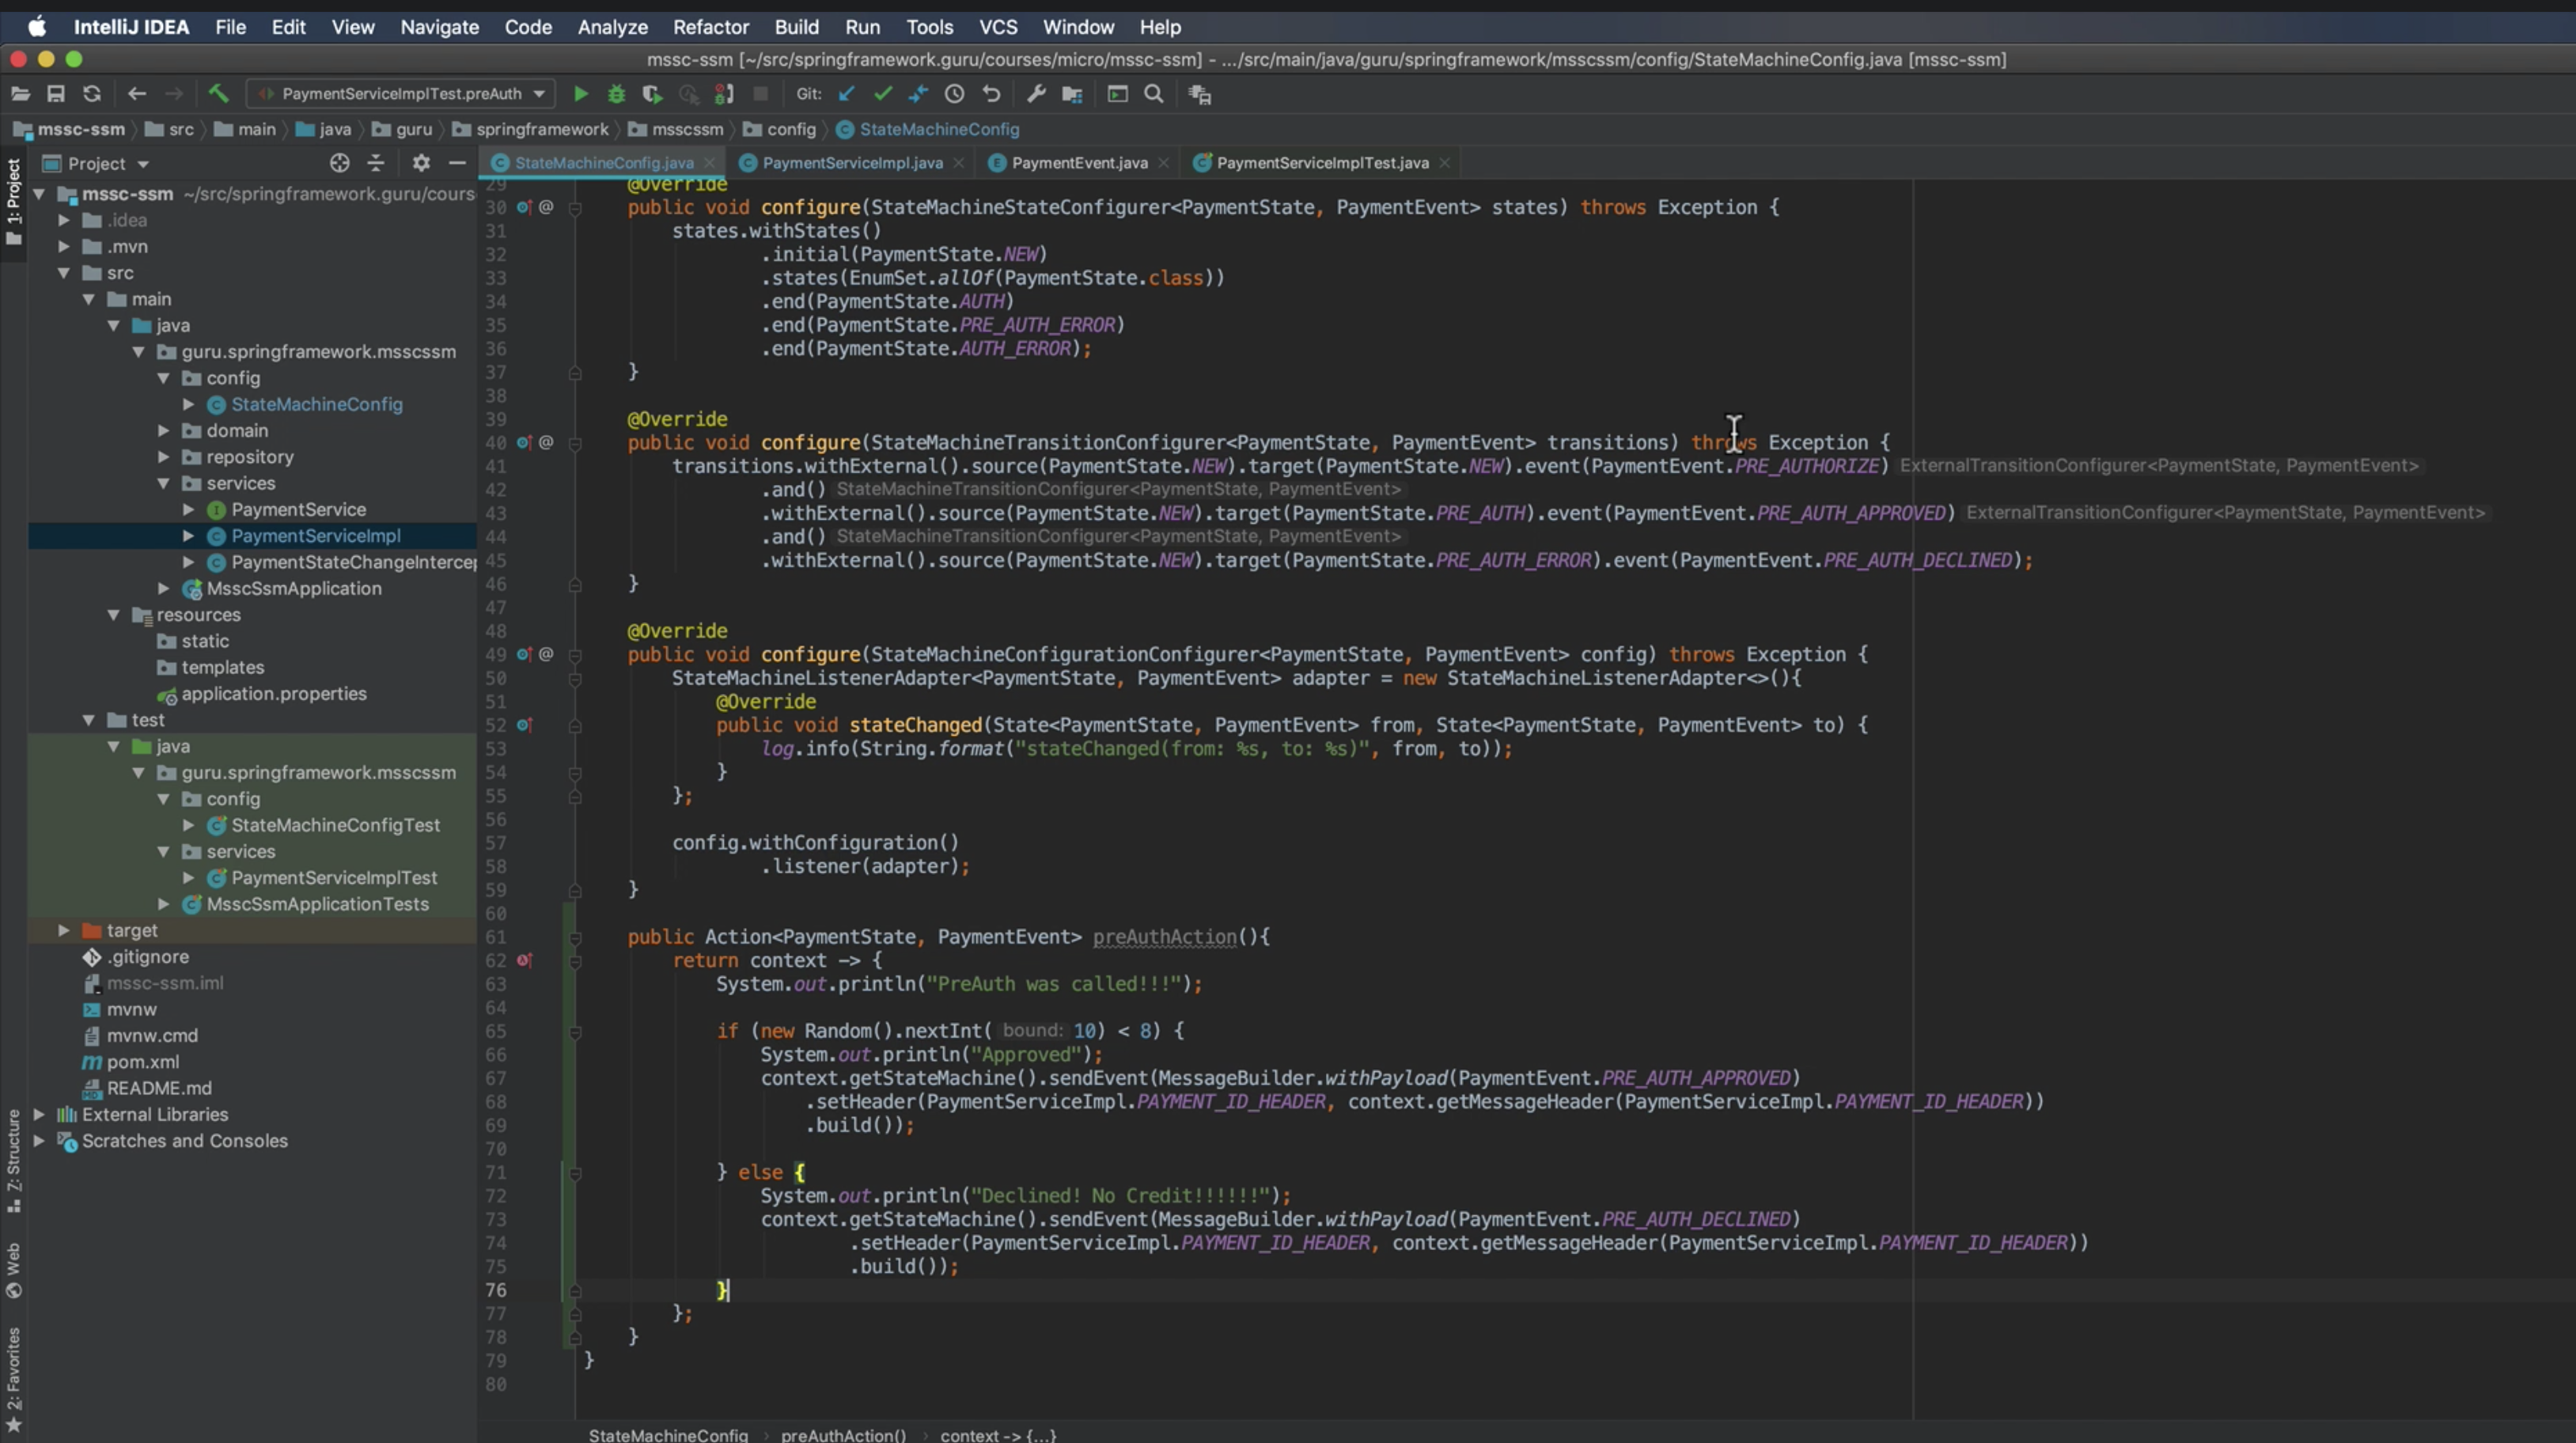 IntelliJ IDEA File Edit View Navigate Code Analyze Refactor Build Run Tools VCS Window Help
mssc-ssm [~/src/springframework.guru/courses/micro/mssc-ssm] - .../src/main/java/guru/springframework/msscssm/config/StateMachineConfig.java [mssc-ssm]
PaymentServiceImplTest.preAuth Git:
mssc-ssm src main java guru springframework msscssm config StateMachineConfig
1: Project
Z: Structure
Web
2: Favorites
Project
mssc-ssm ~/src/springframework.guru/cours
.idea
.mvn
src
main
java
guru.springframework.msscssm
config
StateMachineConfig
domain
repository
services
PaymentService
PaymentServiceImpl
PaymentStateChangeIntercep
MsscSsmApplication
resources
static
templates
application.properties
test
java
guru.springframework.msscssm
config
StateMachineConfigTest
services
PaymentServiceImplTest
MsscSsmApplicationTests
target
.gitignore
mssc-ssm.iml
mvnw
mvnw.cmd
pom.xml
README.md
External Libraries
Scratches and Consoles
StateMachineConfig.java PaymentServiceImpl.java PaymentEvent.java PaymentServiceImplTest.java
29 @Override
30 public void configure(StateMachineStateConfigurer<PaymentState, PaymentEvent> states) throws Exception {
31 states.withStates()
32 .initial(PaymentState.NEW)
33 .states(EnumSet.allOf(PaymentState.class))
34 .end(PaymentState.AUTH)
35 .end(PaymentState.PRE_AUTH_ERROR)
36 .end(PaymentState.AUTH_ERROR);
37 }
38
39 @Override
40 public void configure(StateMachineTransitionConfigurer<PaymentState, PaymentEvent> transitions) throws Exception {
41 transitions.withExternal().source(PaymentState.NEW).target(PaymentState.NEW).event(PaymentEvent.PRE_AUTHORIZE) ExternalTransitionConfigurer<PaymentState, PaymentEvent>
42 .and() StateMachineTransitionConfigurer<PaymentState, PaymentEvent>
43 .withExternal().source(PaymentState.NEW).target(PaymentState.PRE_AUTH).event(PaymentEvent.PRE_AUTH_APPROVED) ExternalTransitionConfigurer<PaymentState, PaymentEvent>
44 .and() StateMachineTransitionConfigurer<PaymentState, PaymentEvent>
45 .withExternal().source(PaymentState.NEW).target(PaymentState.PRE_AUTH_ERROR).event(PaymentEvent.PRE_AUTH_DECLINED);
46 }
47
48 @Override
49 public void configure(StateMachineConfigurationConfigurer<PaymentState, PaymentEvent> config) throws Exception {
50 StateMachineListenerAdapter<PaymentState, PaymentEvent> adapter = new StateMachineListenerAdapter<>(){
51 @Override
52 public void stateChanged(State<PaymentState, PaymentEvent> from, State<PaymentState, PaymentEvent> to) {
53 log.info(String.format("stateChanged(from: %s, to: %s)", from, to));
54 }
55 };
56
57 config.withConfiguration()
58 .listener(adapter);
59 }
60
61 public Action<PaymentState, PaymentEvent> preAuthAction(){
62 return context -> {
63 System.out.println("PreAuth was called!!!");
64
65 if (new Random().nextInt( bound: 10) < 8) {
66 System.out.println("Approved");
67 context.getStateMachine().sendEvent(MessageBuilder.withPayload(PaymentEvent.PRE_AUTH_APPROVED)
68 .setHeader(PaymentServiceImpl.PAYMENT_ID_HEADER, context.getMessageHeader(PaymentServiceImpl.PAYMENT_ID_HEADER))
69 .build());
70
71 } else {
72 System.out.println("Declined! No Credit!!!!!!");
73 context.getStateMachine().sendEvent(MessageBuilder.withPayload(PaymentEvent.PRE_AUTH_DECLINED)
74 .setHeader(PaymentServiceImpl.PAYMENT_ID_HEADER, context.getMessageHeader(PaymentServiceImpl.PAYMENT_ID_HEADER))
75 .build());
76 }
77 };
78 }
79 }
80
StateMachineConfig preAuthAction() context -> {...}